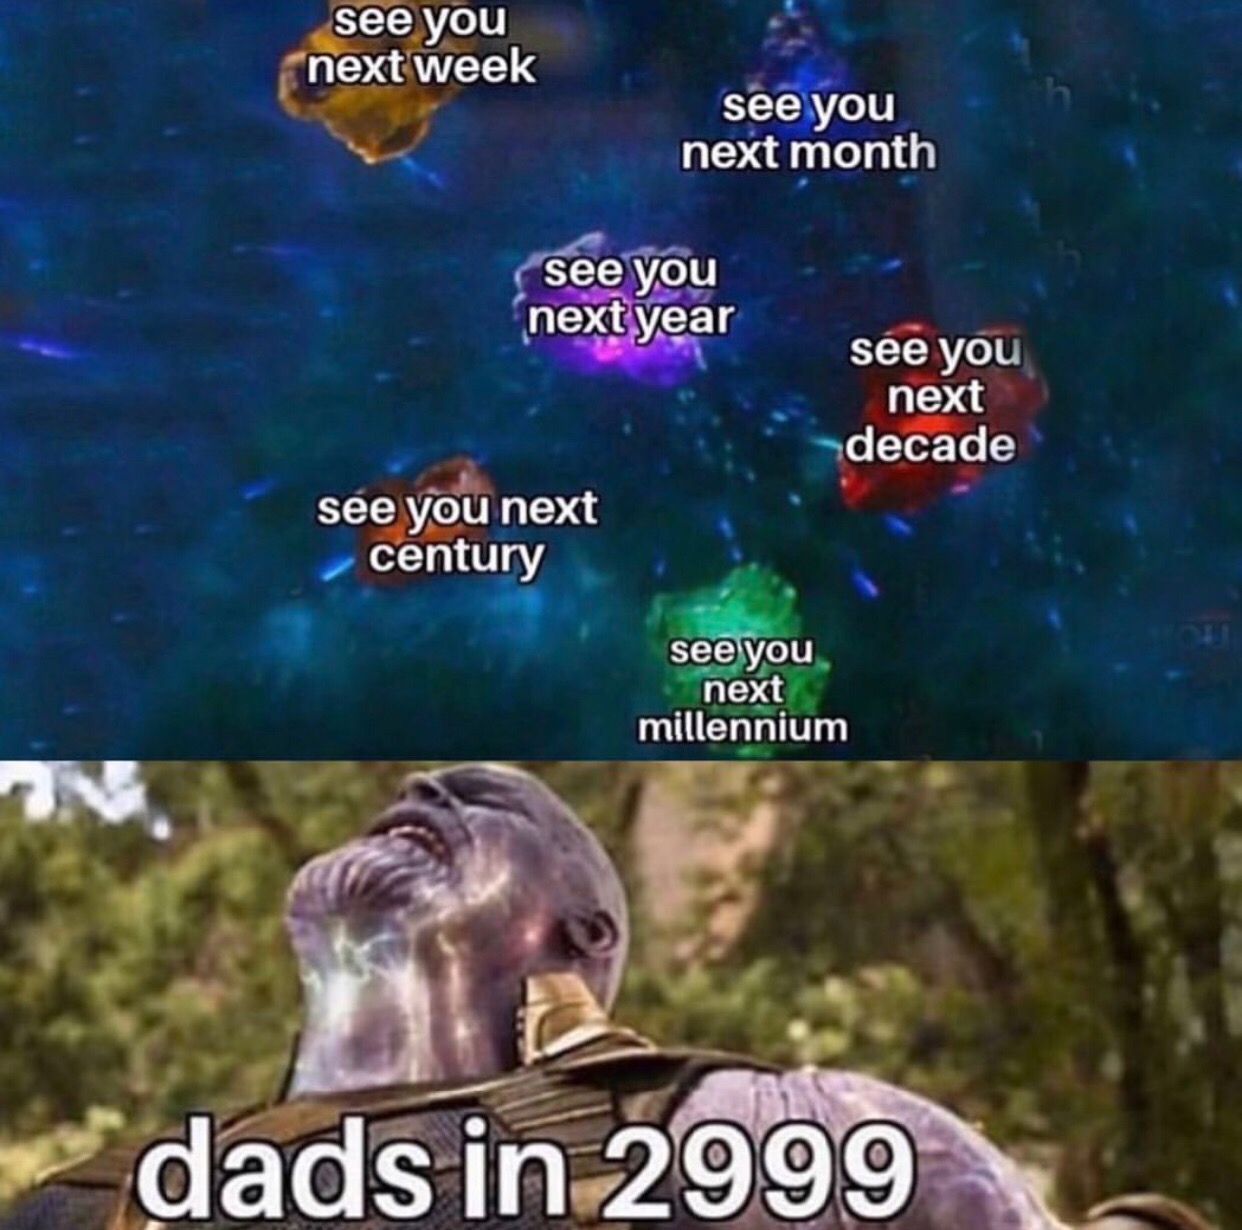 see you
next week
see you
next month
see you
next year
see you
next
decade
see you next
century
see you
next
millennium
dads in 2999